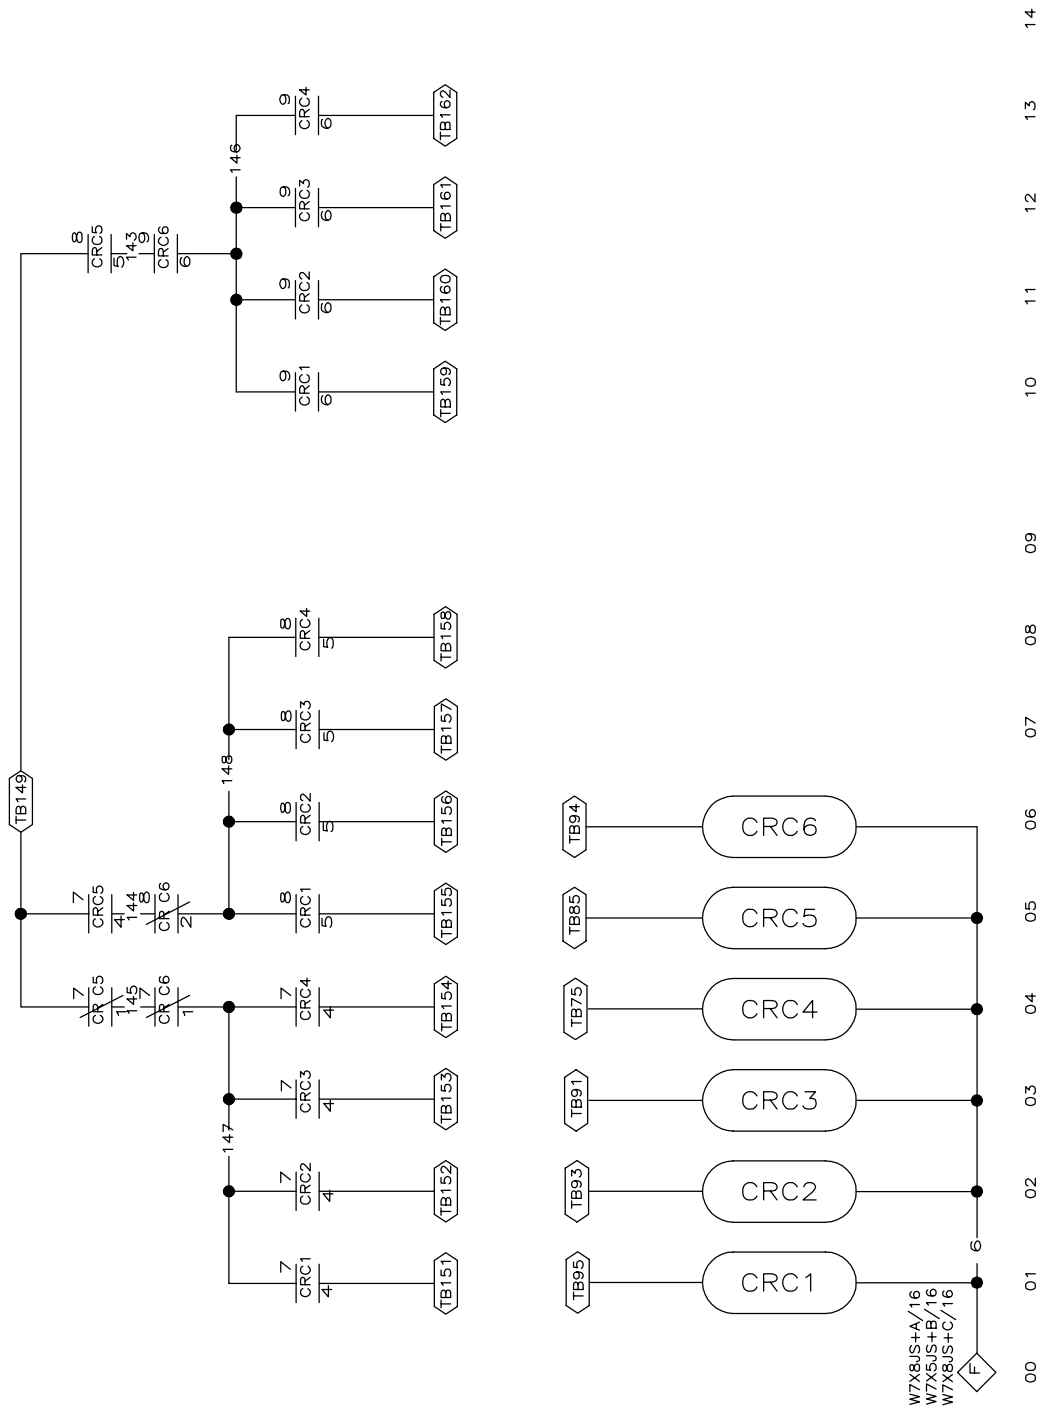 14
13
12
11
10
09
08
07
06
05
04
03
02
01
00
TB149
8
CRC5
5
143
9
CRC6
6
146
9
CRC4
6
TB162
9
CRC3
6
TB161
9
CRC2
6
TB160
9
CRC1
6
TB159
7
CRC5
4
144
8
CR C6
2
148
8
CRC4
5
TB158
8
CRC3
5
TB157
8
CRC2
5
TB156
8
CRC1
5
TB155
7
CR C5
1
145
7
CR C6
1
147
7
CRC4
4
TB154
7
CRC3
4
TB153
7
CRC2
4
TB152
7
CRC1
4
TB151
TB94
CRC6
TB85
CRC5
TB75
CRC4
TB91
CRC3
TB93
CRC2
TB95
CRC1
6
W7X8JS+A/16
W7X5JS+B/16
W7X8JS+C/16
F